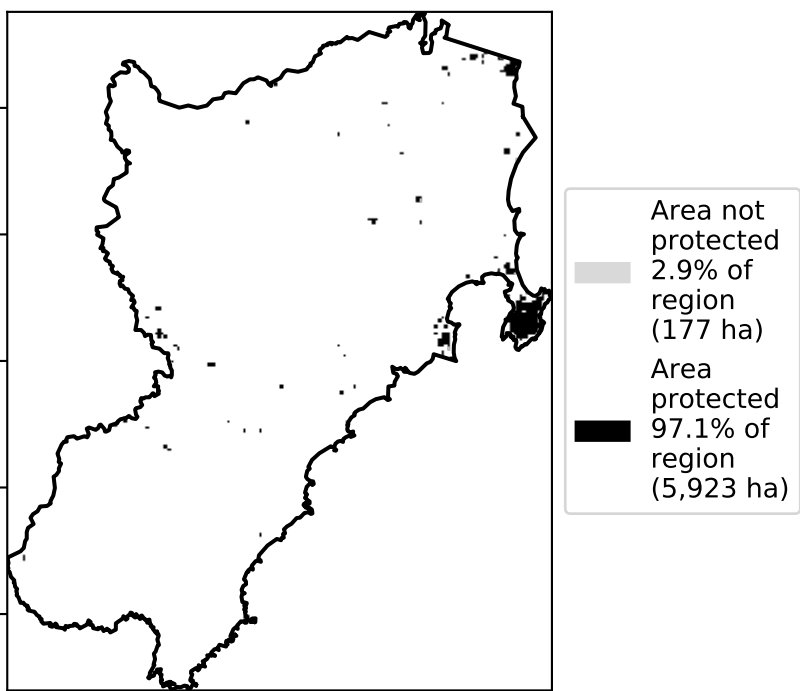 Area not
protected
2.9% of
region
(177 ha)
Area
protected
97.1% of
region
(5,923 ha)